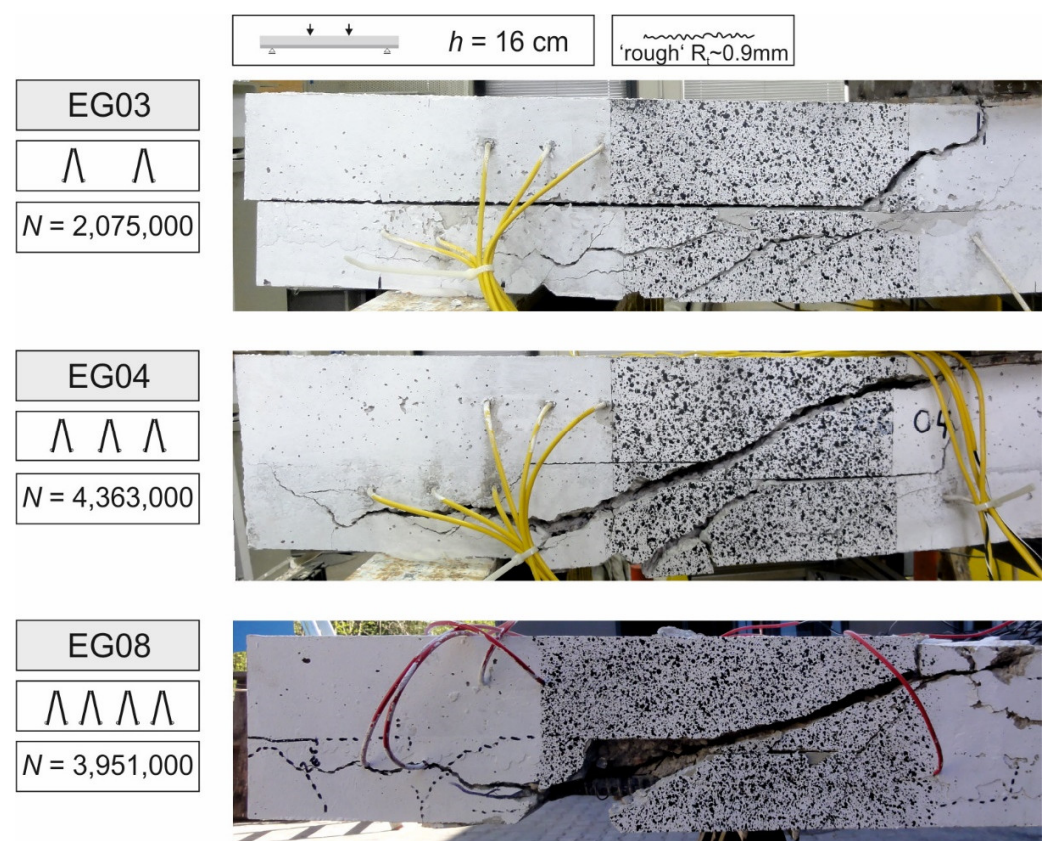 h = 16 cm
‘rough‘ Rt~0.9mm
EG03
N = 2,075,000
EG04
04
N = 4,363,000
EG08
N = 3,951,000